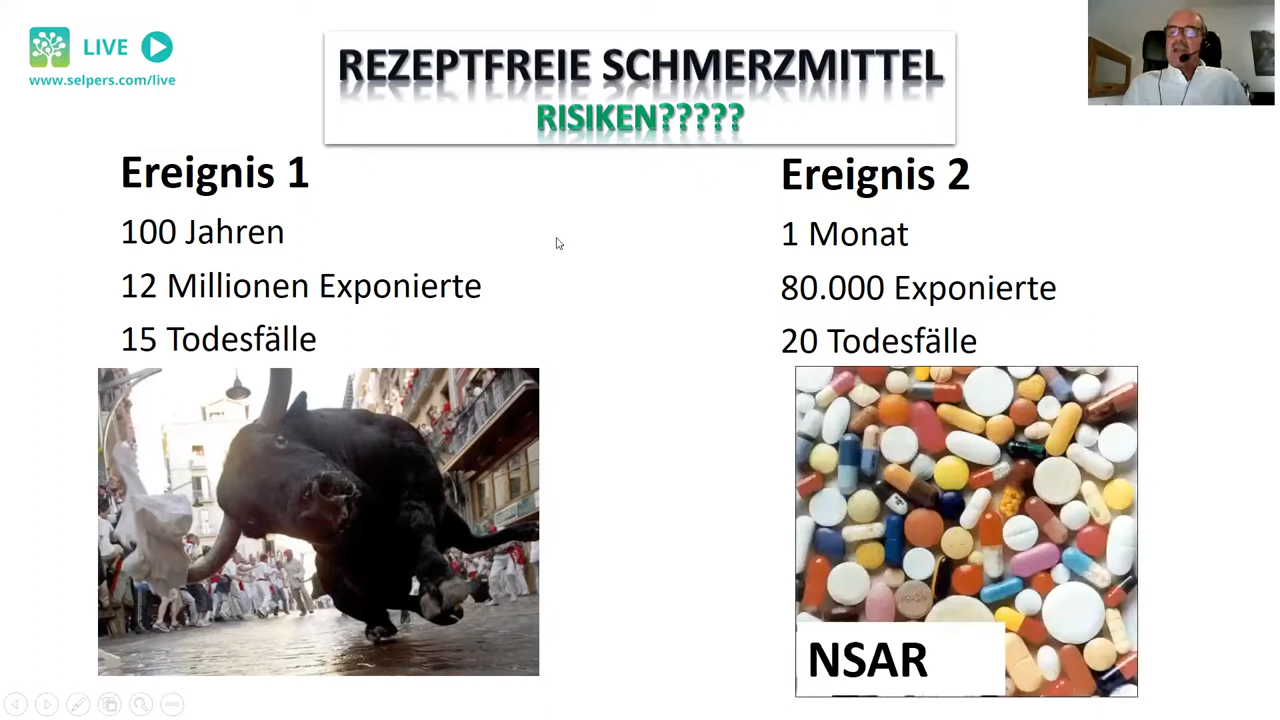 LIVE
www.selpers.com/live
REZEPTFREIE SCHMERZMITTEL
RISIKEN?????
Ereignis 1
100 Jahren
12 Millionen Exponierte
15 Todesfälle
Ereignis 2
1 Monat
80.000 Exponierte
20 Todesfälle
NSAR